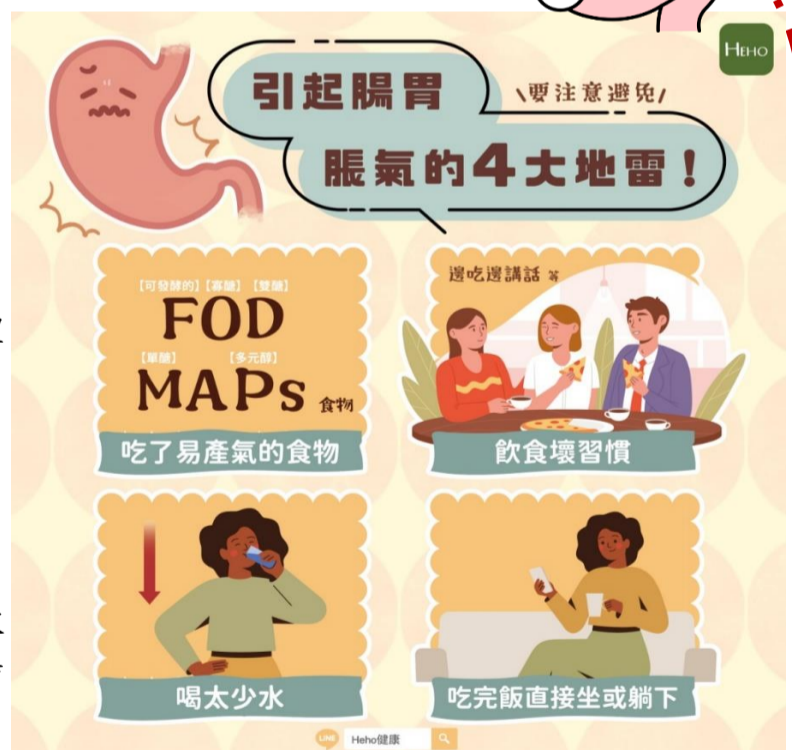 HEHO
引起腸胃
\要注意避免/
脹氣的4大地雷!
【可發酵的】【寡醣】【雙醣】
FOD
【單醣】【多元醇】
MAPs 食物
吃了易產氣的食物
邊吃邊講話 等
飲食壞習慣
喝太少水
吃完飯直接坐或躺下
LINE Heho健康